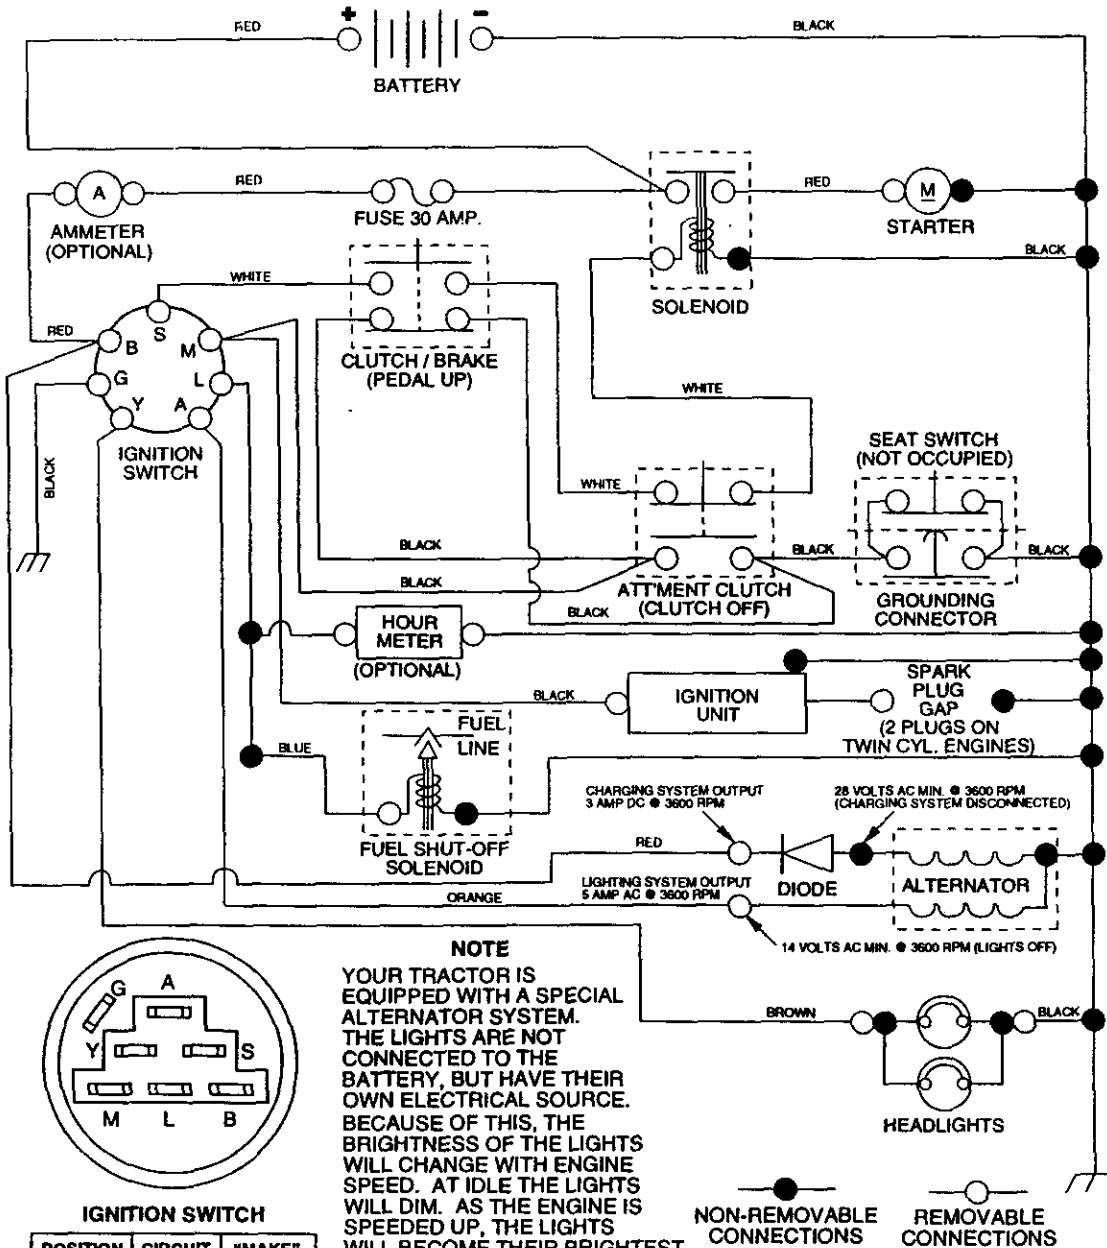 +
-
RED
BLACK
BATTERY
A
RED
RED
M
AMMETER
(OPTIONAL)
FUSE 30 AMP.
STARTER
BLACK
SOLENOID
WHITE
S
RED
B
M
G
L
Y
A
CLUTCH / BRAKE
(PEDAL UP)
WHITE
IGNITION
SWITCH
BLACK
SEAT SWITCH
(NOT OCCUPIED)
WHITE
BLACK
BLACK
BLACK
BLACK
ATT'MENT CLUTCH
(CLUTCH OFF)
GROUNDING
CONNECTOR
BLACK
HOUR
METER
(OPTIONAL)
BLACK
IGNITION
UNIT
SPARK
PLUG
GAP
(2 PLUGS ON
TWIN CYL. ENGINES)
FUEL
LINE
BLUE
FUEL SHUT-OFF
SOLENOID
CHARGING SYSTEM OUTPUT
3 AMP DC @ 3600 RPM
28 VOLTS AC MIN. @ 3600 RPM
(CHARGING SYSTEM DISCONNECTED)
RED
DIODE
ALTERNATOR
LIGHTING SYSTEM OUTPUT
5 AMP AC @ 3600 RPM
ORANGE
14 VOLTS AC MIN. @ 3600 RPM (LIGHTS OFF)
BROWN
BLACK
HEADLIGHTS
G
A
Y
S
M
L
B
IGNITION SWITCH
POSITION CIRCUIT "MAKE"
NOTE
YOUR TRACTOR IS
EQUIPPED WITH A SPECIAL
ALTERNATOR SYSTEM.
THE LIGHTS ARE NOT
CONNECTED TO THE
BATTERY, BUT HAVE THEIR
OWN ELECTRICAL SOURCE.
BECAUSE OF THIS, THE
BRIGHTNESS OF THE LIGHTS
WILL CHANGE WITH ENGINE
SPEED. AT IDLE THE LIGHTS
WILL DIM. AS THE ENGINE IS
SPEEDED UP, THE LIGHTS
WILL BECOME THEIR BRIGHTEST
NON-REMOVABLE
CONNECTIONS
REMOVABLE
CONNECTIONS